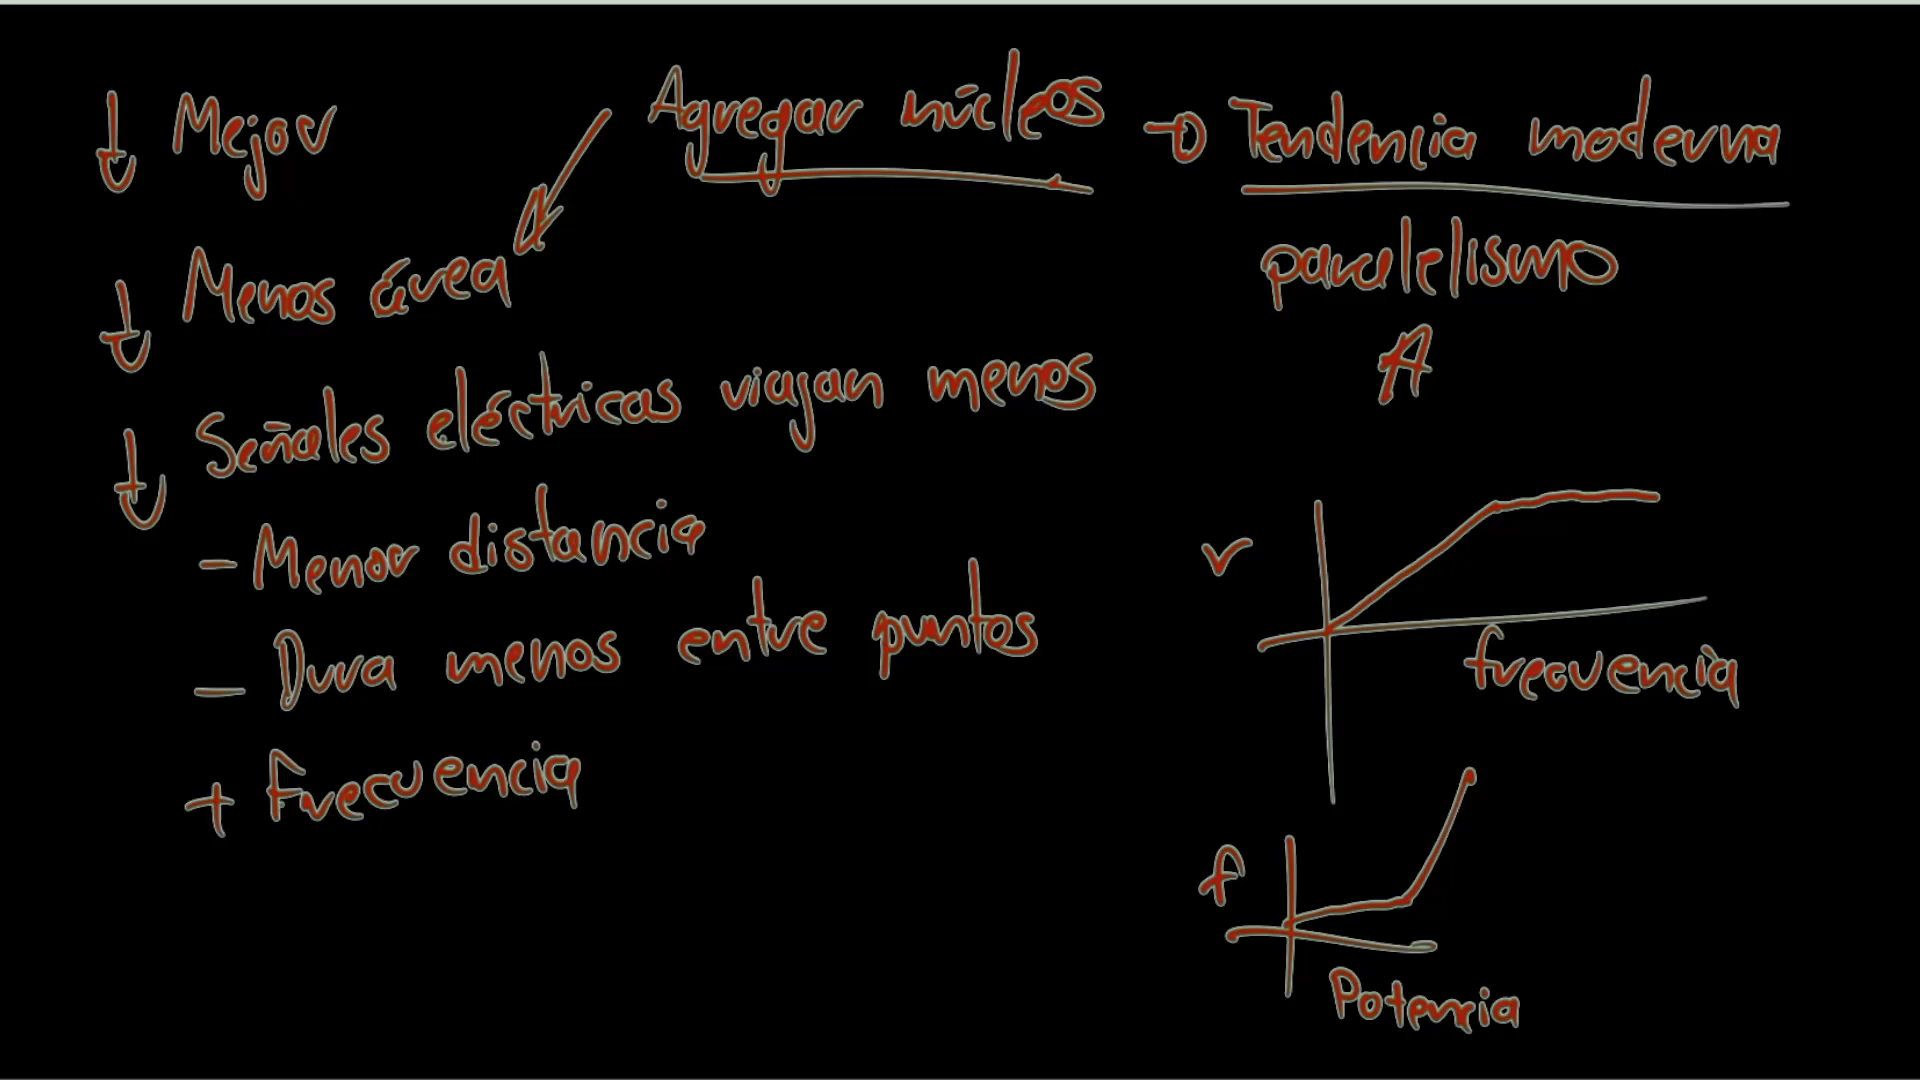 ↓ Mejor
Agregar núcleos → Tendencia moderna
paralelismo
A
↓ Menos área
↓ Señales eléctricas viajan menos
- Menor distancia
- Dura menos entre puntos
+ Frecuencia
v
frecuencia
f
Potencia